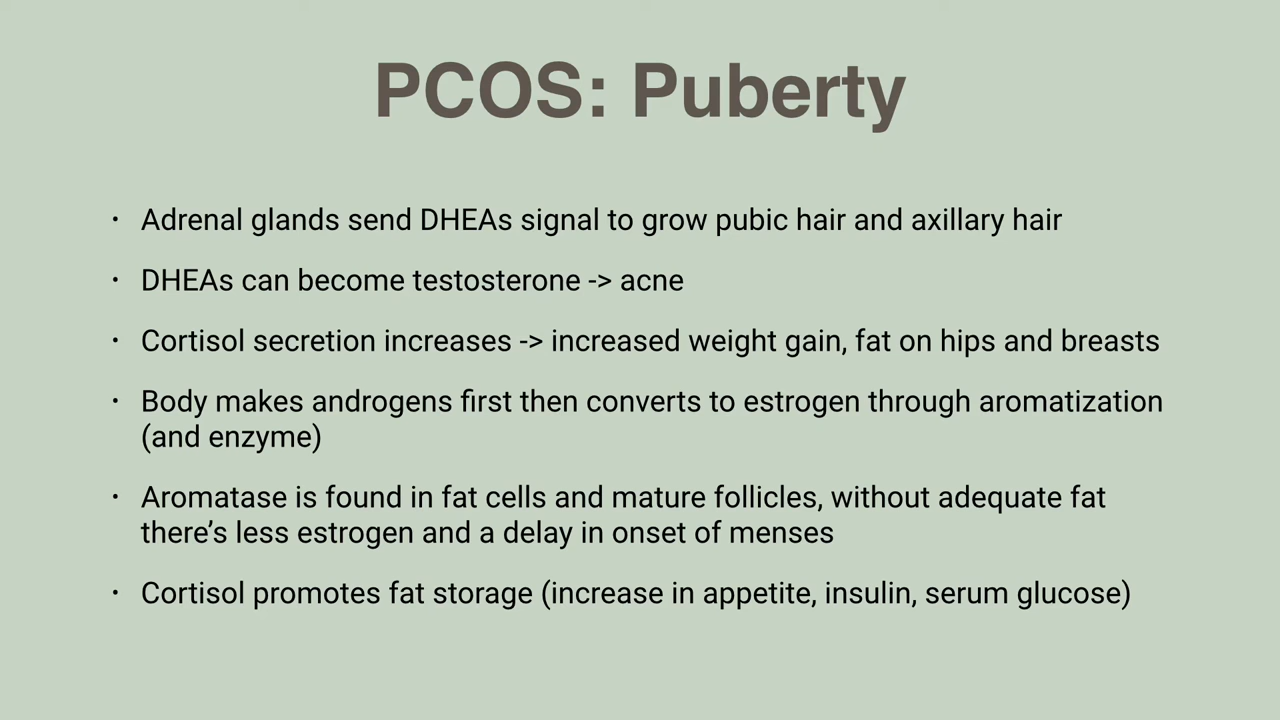 PCOS: Puberty
• Adrenal glands send DHEAs signal to grow pubic hair and axillary hair
• DHEAs can become testosterone -> acne
• Cortisol secretion increases -> increased weight gain, fat on hips and breasts
• Body makes androgens first then converts to estrogen through aromatization
(and enzyme)
• Aromatase is found in fat cells and mature follicles, without adequate fat
there’s less estrogen and a delay in onset of menses
• Cortisol promotes fat storage (increase in appetite, insulin, serum glucose)